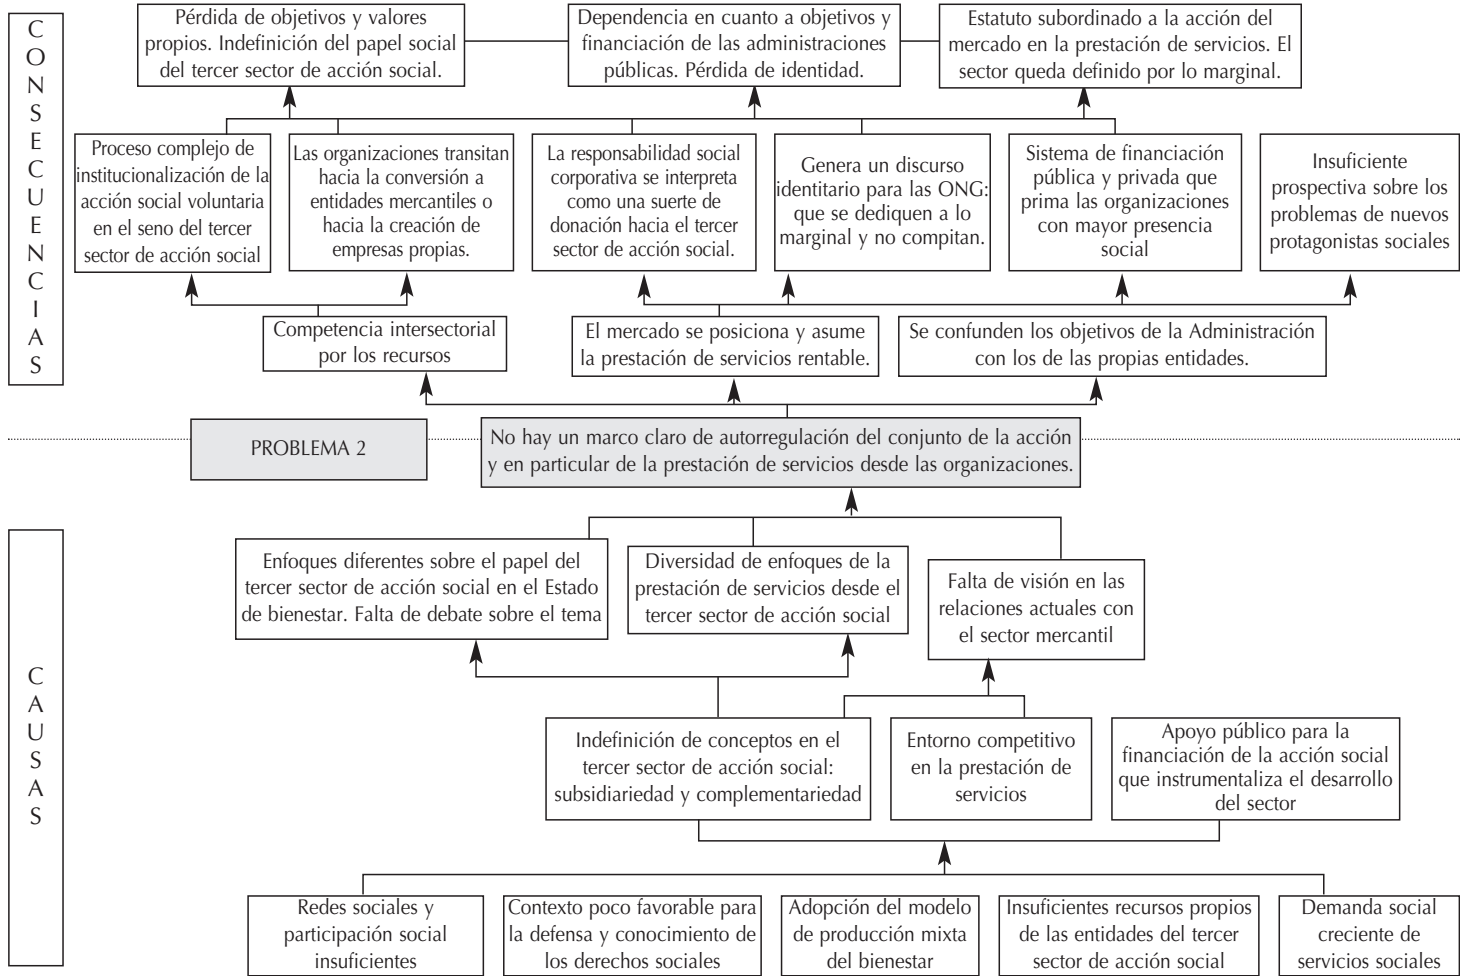 CONSECUENCIAS
Pérdida de objetivos y valores
propios. Indefinición del papel social
del tercer sector de acción social.
Dependencia en cuanto a objetivos y
financiación de las administraciones
públicas. Pérdida de identidad.
Estatuto subordinado a la acción del
mercado en la prestación de servicios. El
sector queda definido por lo marginal.
Proceso complejo de
institucionalización de la
acción social voluntaria
en el seno del tercer
sector de acción social
Las organizaciones transitan
hacia la conversión a
entidades mercantiles o
hacia la creación de
empresas propias.
La responsabilidad social
corporativa se interpreta
como una suerte de
donación hacia el tercer
sector de acción social.
Genera un discurso
identitario para las ONG:
que se dediquen a lo
marginal y no compitan.
Sistema de financiación
pública y privada que
prima las organizaciones
con mayor presencia
social
Insuficiente
prospectiva sobre los
problemas de nuevos
protagonistas sociales
Competencia intersectorial
por los recursos
El mercado se posiciona y asume
la prestación de servicios rentable.
Se confunden los objetivos de la Administración
con los de las propias entidades.
PROBLEMA 2
No hay un marco claro de autorregulación del conjunto de la acción
y en particular de la prestación de servicios desde las organizaciones.
CAUSAS
Enfoques diferentes sobre el papel del
tercer sector de acción social en el Estado
de bienestar. Falta de debate sobre el tema
Diversidad de enfoques de la
prestación de servicios desde el
tercer sector de acción social
Falta de visión en las
relaciones actuales con
el sector mercantil
Indefinición de conceptos en el
tercer sector de acción social:
subsidiariedad y complementariedad
Entorno competitivo
en la prestación de
servicios
Apoyo público para la
financiación de la acción social
que instrumentaliza el desarrollo
del sector
Redes sociales y
participación social
insuficientes
Contexto poco favorable para
la defensa y conocimiento de
los derechos sociales
Adopción del modelo
de producción mixta
del bienestar
Insuficientes recursos propios
de las entidades del tercer
sector de acción social
Demanda social
creciente de
servicios sociales